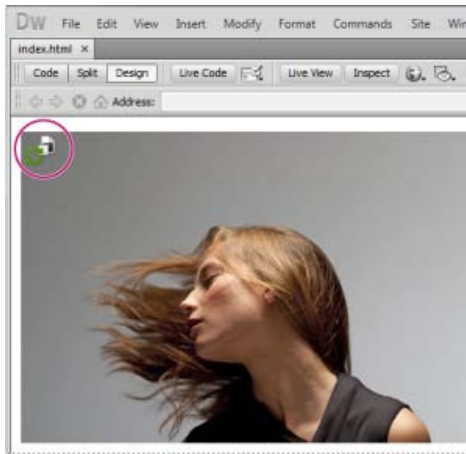 Dw File Edit View Insert Modify Format Commands Site Win
index.html ×
Code Split Design Live Code Live View Inspect
Address: